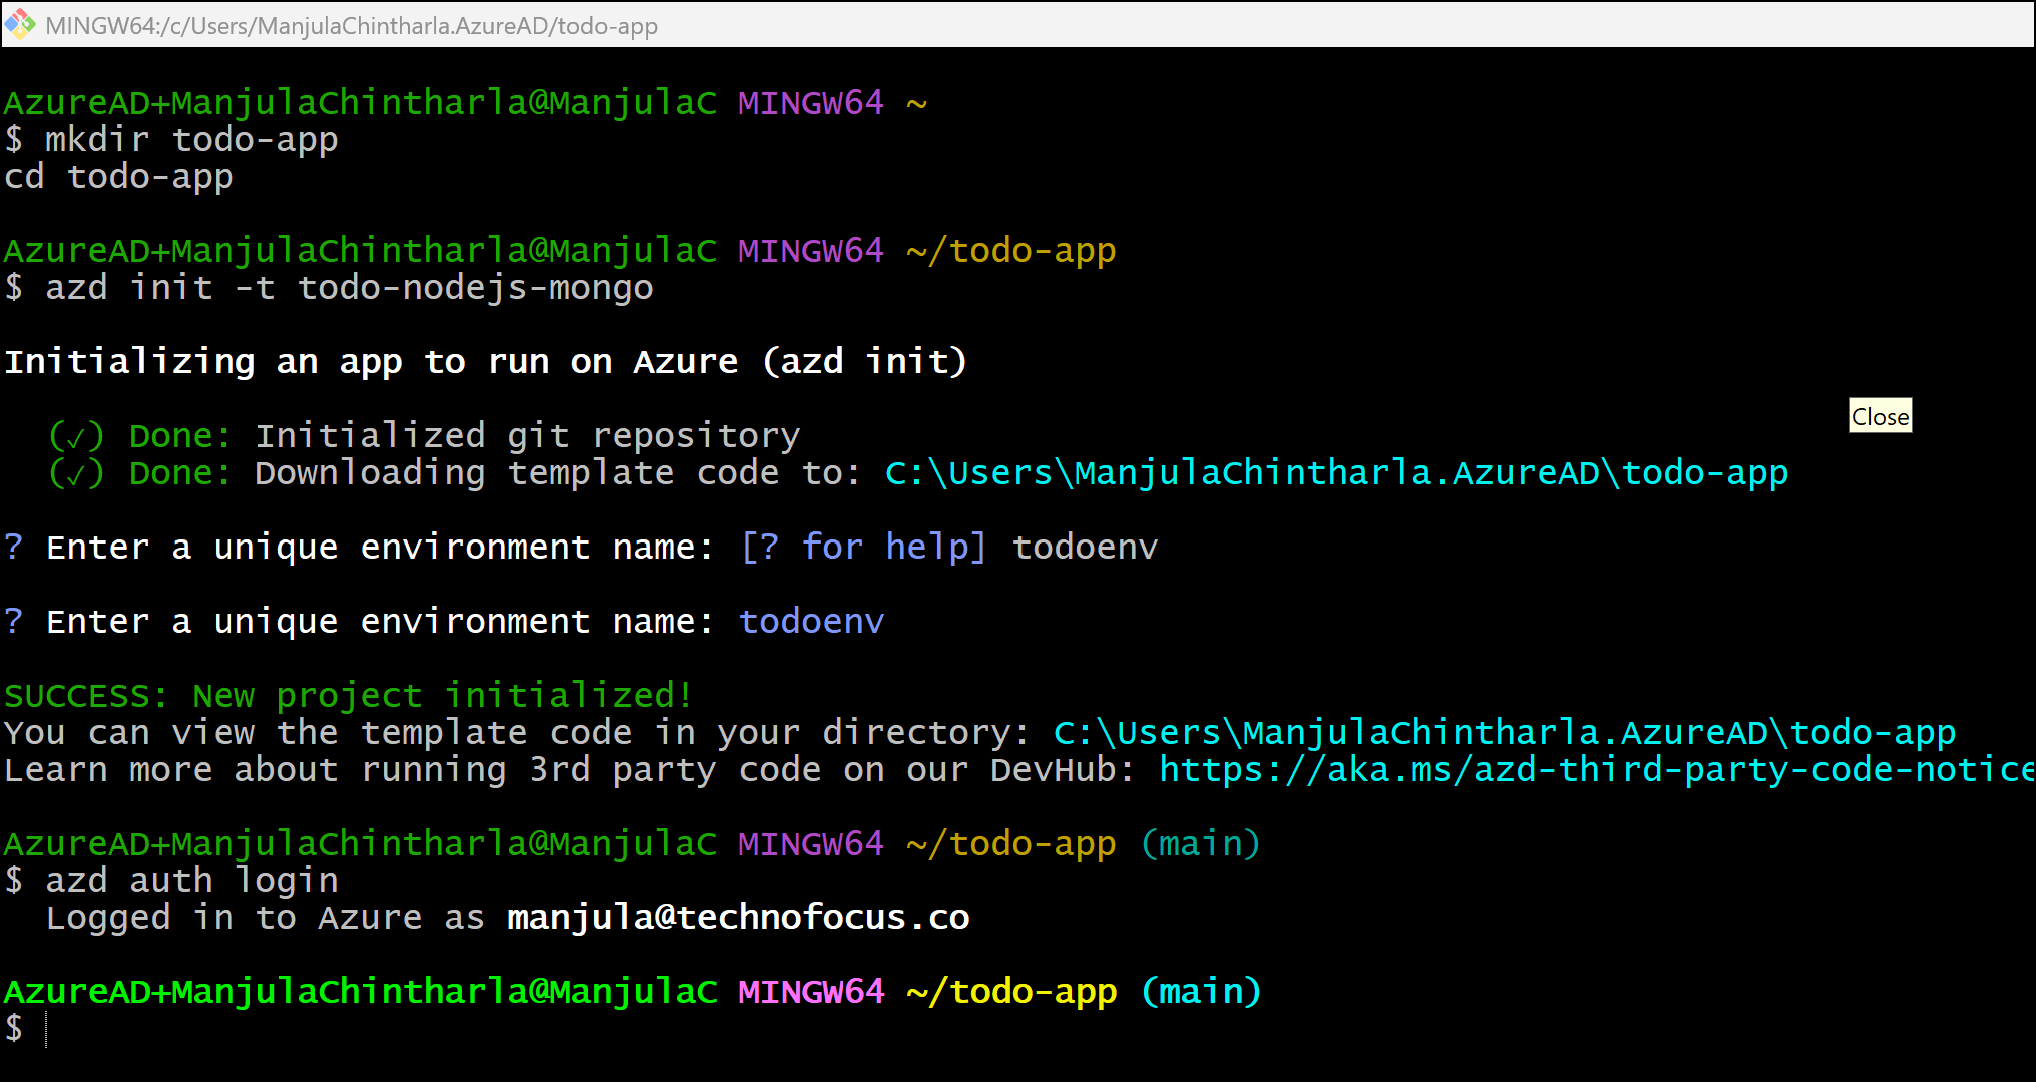 MINGW64:/c/Users/ManjulaChintharla.AzureAD/todo-app
AzureAD+ManjulaChintharla@ManjulaC MINGW64 ~
$ mkdir todo-app
cd todo-app
AzureAD+ManjulaChintharla@ManjulaC MINGW64 ~/todo-app
$ azd init -t todo-nodejs-mongo
Initializing an app to run on Azure (azd init)
Close
(✓) Done: Initialized git repository
(✓) Done: Downloading template code to: C:\Users\ManjulaChintharla.AzureAD\todo-app
? Enter a unique environment name: [? for help] todoenv
? Enter a unique environment name: todoenv
SUCCESS: New project initialized!
You can view the template code in your directory: C:\Users\ManjulaChintharla.AzureAD\todo-app
Learn more about running 3rd party code on our DevHub: https://aka.ms/azd-third-party-code-notice
AzureAD+ManjulaChintharla@ManjulaC MINGW64 ~/todo-app (main)
$ azd auth login
Logged in to Azure as manjula@technofocus.co
AzureAD+ManjulaChintharla@ManjulaC MINGW64 ~/todo-app (main)
$